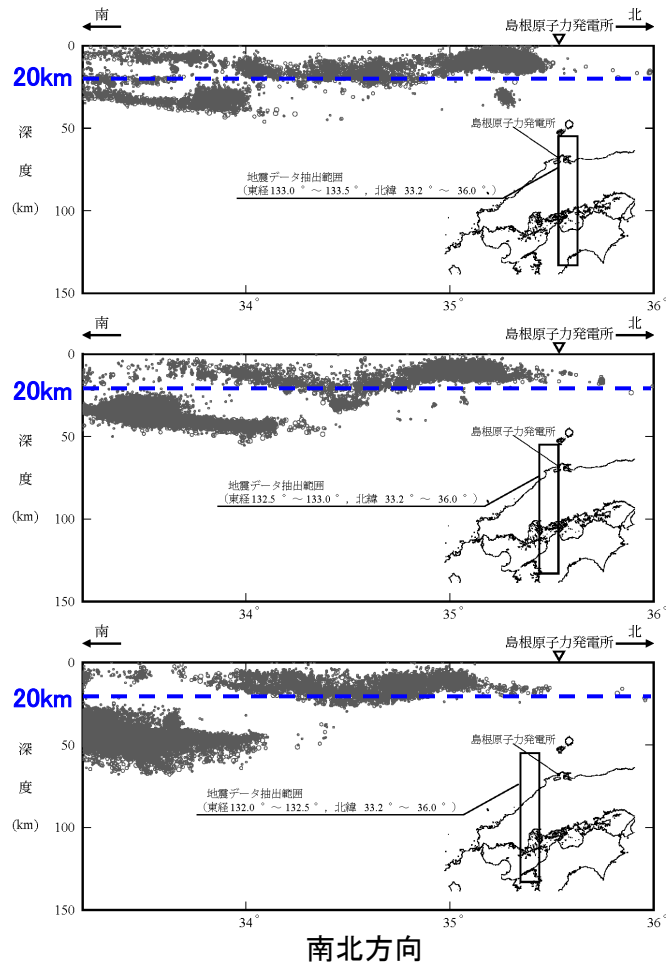 南
島根原子力発電所
北
0
20km
50
深
度
(km)
100
150
島根原子力発電所
地震データ抽出範囲
(東経133.0°～133.5°, 北緯 33.2°～ 36.0°)
34°
35°
36°
南
島根原子力発電所
北
0
20km
50
深
度
(km)
100
150
島根原子力発電所
地震データ抽出範囲
(東経132.5°～133.0°, 北緯 33.2°～ 36.0°)
34°
35°
36°
南
島根原子力発電所
北
0
20km
50
深
度
(km)
100
150
島根原子力発電所
地震データ抽出範囲
(東経132.0°～132.5°, 北緯 33.2°～ 36.0°)
34°
35°
36°
南北方向